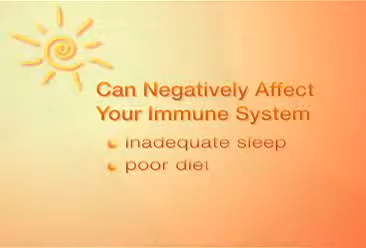 Can Negatively Affect
Your Immune System
inadequate sleep
poor diet